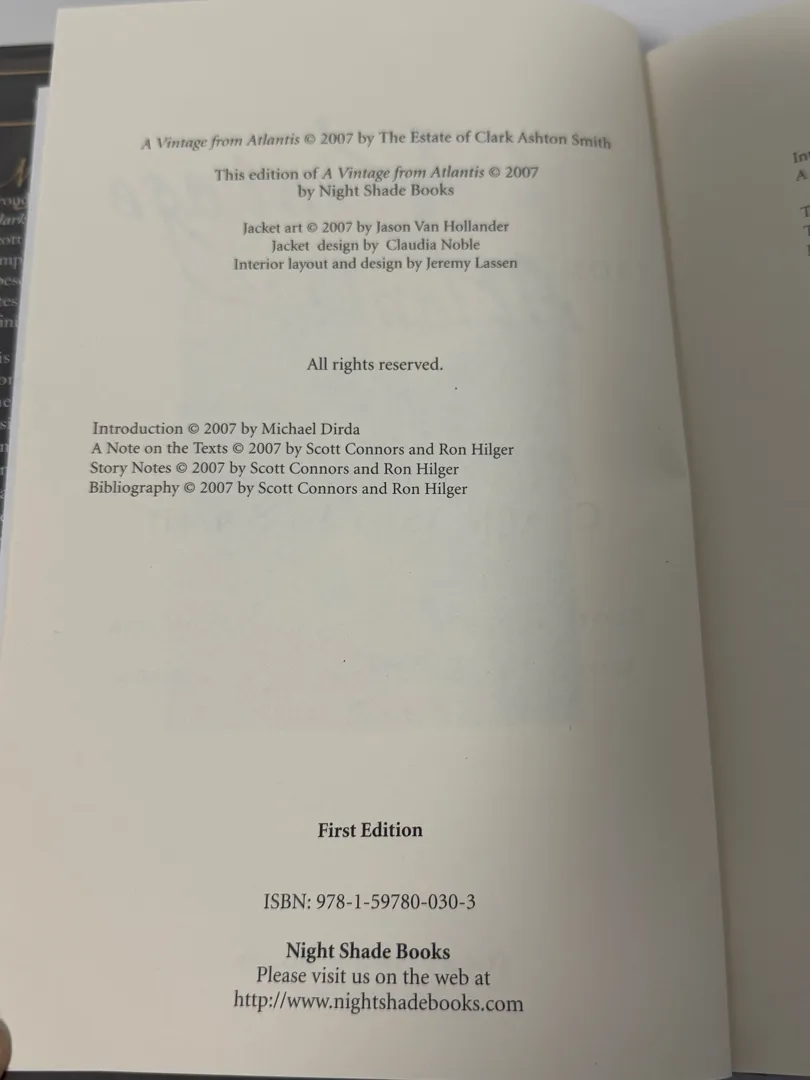 A Vintage from Atlantis © 2007 by The Estate of Clark Ashton Smith
This edition of A Vintage from Atlantis © 2007
by Night Shade Books
Jacket art © 2007 by Jason Van Hollander
Jacket design by Claudia Noble
Interior layout and design by Jeremy Lassen
All rights reserved.
Introduction © 2007 by Michael Dirda
A Note on the Texts © 2007 by Scott Connors and Ron Hilger
Story Notes © 2007 by Scott Connors and Ron Hilger
Bibliography © 2007 by Scott Connors and Ron Hilger
First Edition
ISBN: 978-1-59780-030-3
Night Shade Books
Please visit us on the web at
http://www.nightshadebooks.com